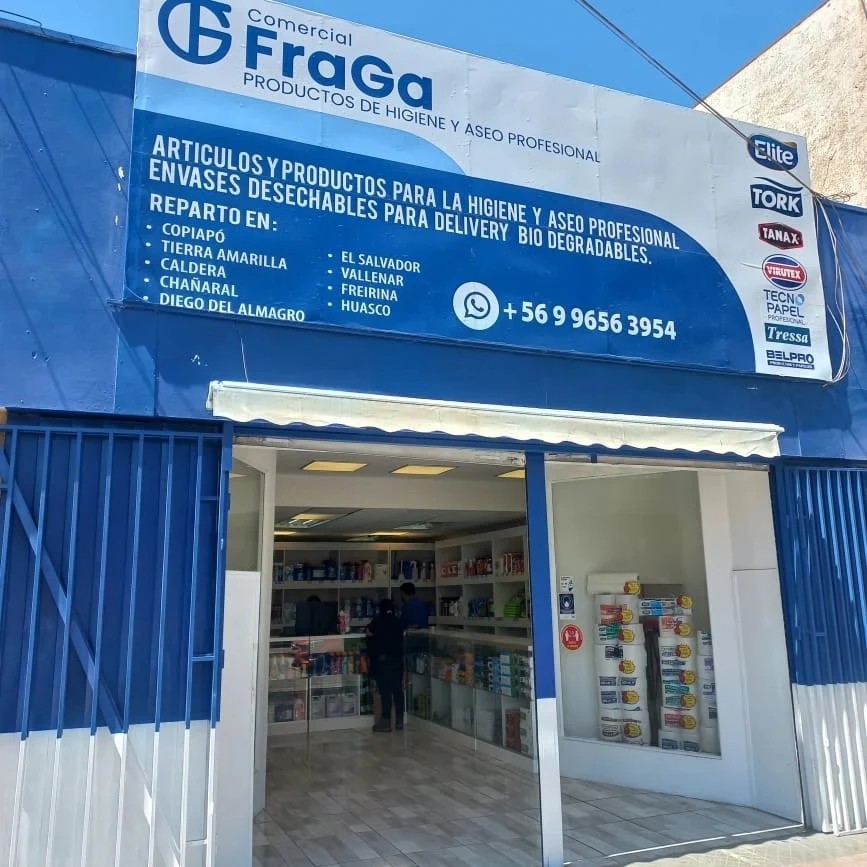 Comercial
FraGa
PRODUCTOS DE HIGIENE Y ASEO PROFESIONAL
ARTICULOS Y PRODUCTOS PARA LA HIGIENE Y ASEO PROFESIONAL
ENVASES DESECHABLES PARA DELIVERY BIO DEGRADABLES.
REPARTO EN:
• COPIAPÓ
• TIERRA AMARILLA
• CALDERA
• CHAÑARAL
• DIEGO DEL ALMAGRO
• EL SALVADOR
• VALLENAR
• FREIRINA
• HUASCO
+56 9 9656 3954
Elite
TORK
TANAX
VIRUTEX
TECNO
PAPEL
PROFESIONAL
Tressa
BELPRO